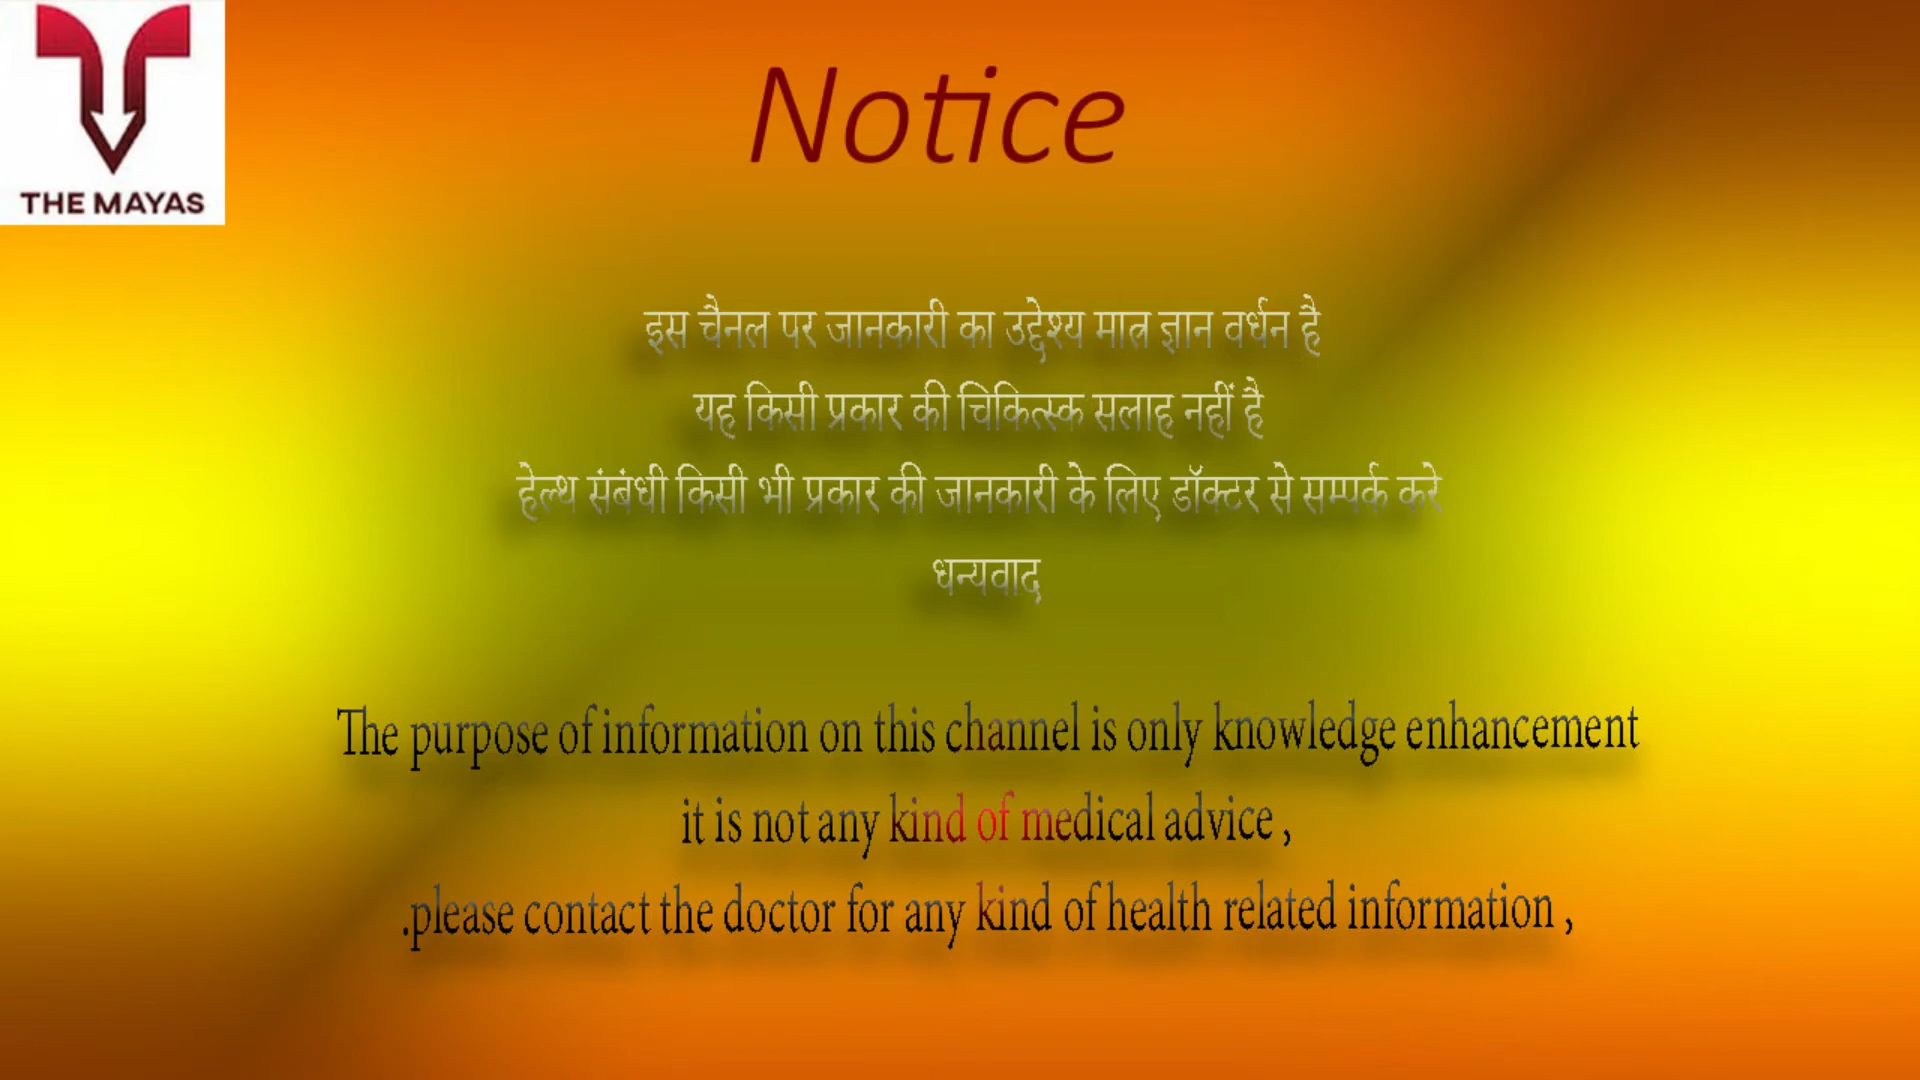 THE MAYAS
Notice
इस चैनल पर जानकारी का उद्देश्य मात्र ज्ञान वर्धन है
यह किसी प्रकार की चिकित्स्क सलाह नहीं है
हेल्थ संबंधी किसी भी प्रकार की जानकारी के लिए डॉक्टर से सम्पर्क करे
धन्यवाद
The purpose of information on this channel is only knowledge enhancement
it is not any kind of medical advice ,
.please contact the doctor for any kind of health related information ,